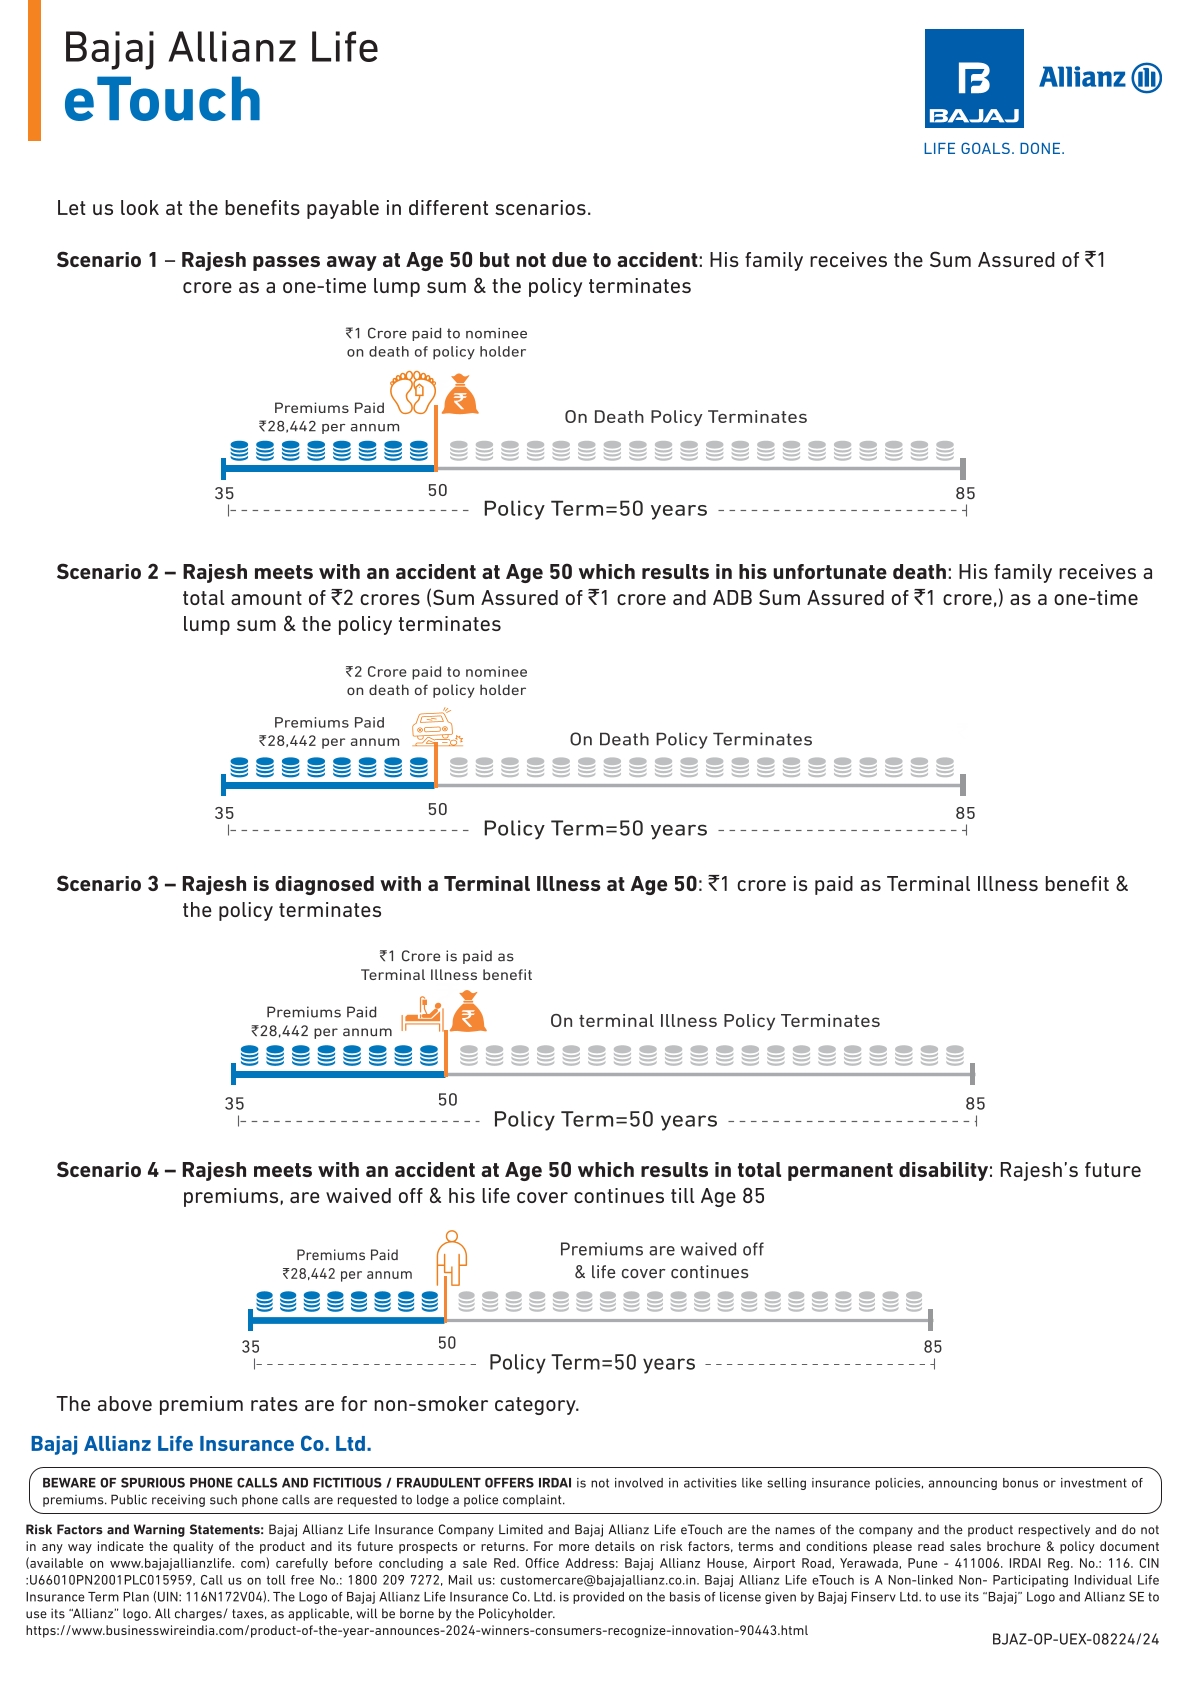 Bajaj Allianz Life
eTouch
B
BAJAJ
Allianz
LIFE GOALS. DONE.
Let us look at the benefits payable in different scenarios.
Scenario 1 – Rajesh passes away at Age 50 but not due to accident: His family receives the Sum Assured of ₹1
crore as a one-time lump sum & the policy terminates
₹1 Crore paid to nominee
on death of policy holder
Premiums Paid
₹28,442 per annum
₹
On Death Policy Terminates
35
50
85
Policy Term=50 years
Scenario 2 – Rajesh meets with an accident at Age 50 which results in his unfortunate death: His family receives a
total amount of ₹2 crores (Sum Assured of ₹1 crore and ADB Sum Assured of ₹1 crore,) as a one-time
lump sum & the policy terminates
₹2 Crore paid to nominee
on death of policy holder
Premiums Paid
₹28,442 per annum
On Death Policy Terminates
35
50
85
Policy Term=50 years
Scenario 3 – Rajesh is diagnosed with a Terminal Illness at Age 50: ₹1 crore is paid as Terminal Illness benefit &
the policy terminates
₹1 Crore is paid as
Terminal Illness benefit
Premiums Paid
₹28,442 per annum
₹
On terminal Illness Policy Terminates
35
50
85
Policy Term=50 years
Scenario 4 – Rajesh meets with an accident at Age 50 which results in total permanent disability: Rajesh's future
premiums, are waived off & his life cover continues till Age 85
Premiums Paid
₹28,442 per annum
Premiums are waived off
& life cover continues
35
50
85
Policy Term=50 years
The above premium rates are for non-smoker category.
Bajaj Allianz Life Insurance Co. Ltd.
BEWARE OF SPURIOUS PHONE CALLS AND FICTITIOUS / FRAUDULENT OFFERS IRDAI is not involved in activities like selling insurance policies, announcing bonus or investment of
premiums. Public receiving such phone calls are requested to lodge a police complaint.
Risk Factors and Warning Statements: Bajaj Allianz Life Insurance Company Limited and Bajaj Allianz Life eTouch are the names of the company and the product respectively and do not
in any way indicate the quality of the product and its future prospects or returns. For more details on risk factors, terms and conditions please read sales brochure & policy document
(available on www.bajajallianzlife. com) carefully before concluding a sale Red. Office Address: Bajaj Allianz House, Airport Road, Yerawada, Pune - 411006. IRDAI Reg. No.: 116. CIN
:U66010PN2001PLC015959, Call us on toll free No.: 1800 209 7272, Mail us: customercare@bajajallianz.co.in. Bajaj Allianz Life eTouch is A Non-linked Non- Participating Individual Life
Insurance Term Plan (UIN: 116N172V04). The Logo of Bajaj Allianz Life Insurance Co. Ltd. is provided on the basis of license given by Bajaj Finserv Ltd. to use its “Bajaj” Logo and Allianz SE to
use its “Allianz” logo. All charges/ taxes, as applicable, will be borne by the Policyholder.
https://www.businesswireindia.com/product-of-the-year-announces-2024-winners-consumers-recognize-innovation-90443.html
BJAZ-OP-UEX-08224/24